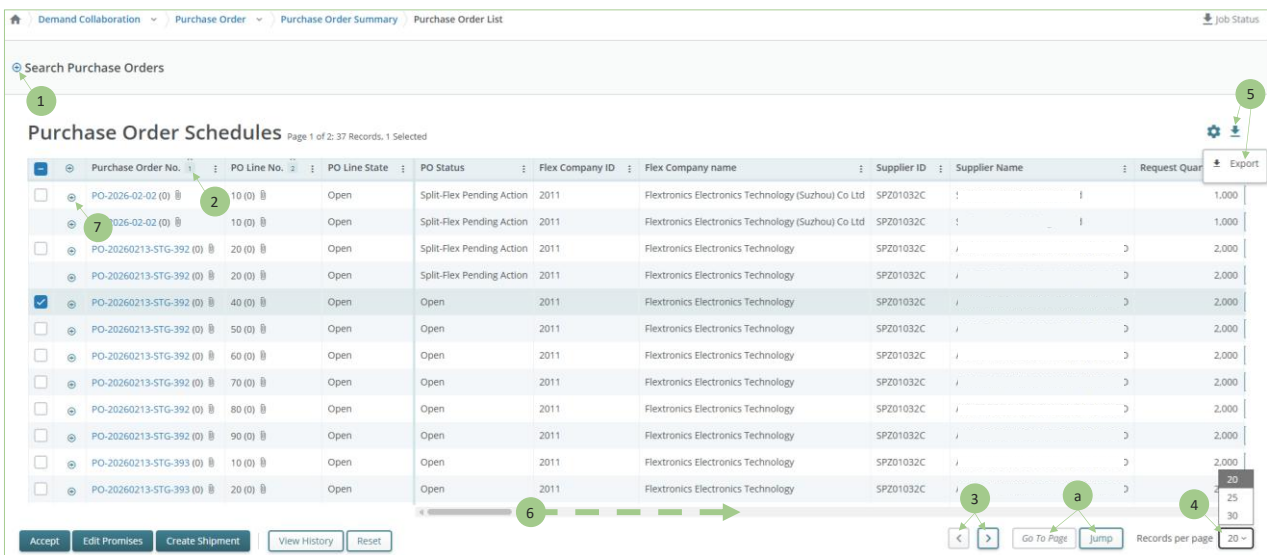 Demand Collaboration Purchase Order Purchase Order Summary Purchase Order List Job Status
Search Purchase Orders
1
5
Purchase Order Schedules Page 1 of 2; 37 Records, 1 Selected
Export
Purchase Order No. 1 PO Line No. 2 PO Line State PO Status Flex Company ID Flex Company name Supplier ID Supplier Name Request Quar
2
PO-2026-02-02 (0) 10 (0) Open Split-Flex Pending Action 2011 Flextronics Electronics Technology (Suzhou) Co Ltd SPZ01032C 1,000
7
2026-02-02 (0) 10 (0) Open Split-Flex Pending Action 2011 Flextronics Electronics Technology (Suzhou) Co Ltd SPZ01032C 1,000
PO-20260213-STG-392 (0) 20 (0) Open Split-Flex Pending Action 2011 Flextronics Electronics Technology SPZ01032C 2,000
PO-20260213-STG-392 (0) 20 (0) Open Split-Flex Pending Action 2011 Flextronics Electronics Technology SPZ01032C 2,000
PO-20260213-STG-392 (0) 40 (0) Open Open 2011 Flextronics Electronics Technology SPZ01032C 2,000
PO-20260213-STG-392 (0) 50 (0) Open Open 2011 Flextronics Electronics Technology SPZ01032C 2,000
PO-20260213-STG-392 (0) 60 (0) Open Open 2011 Flextronics Electronics Technology SPZ01032C 2,000
PO-20260213-STG-392 (0) 70 (0) Open Open 2011 Flextronics Electronics Technology SPZ01032C 2,000
PO-20260213-STG-392 (0) 80 (0) Open Open 2011 Flextronics Electronics Technology SPZ01032C 2,000
PO-20260213-STG-392 (0) 90 (0) Open Open 2011 Flextronics Electronics Technology SPZ01032C 2,000
PO-20260213-STG-393 (0) 10 (0) Open Open 2011 Flextronics Electronics Technology SPZ01032C 2,000
PO-20260213-STG-393 (0) 20 (0) Open Open 2011 Flextronics Electronics Technology SPZ01032C
20
25
30
6
3
a
4
Accept Edit Promises Create Shipment View History Reset < > Go To Page Jump Records per page 20